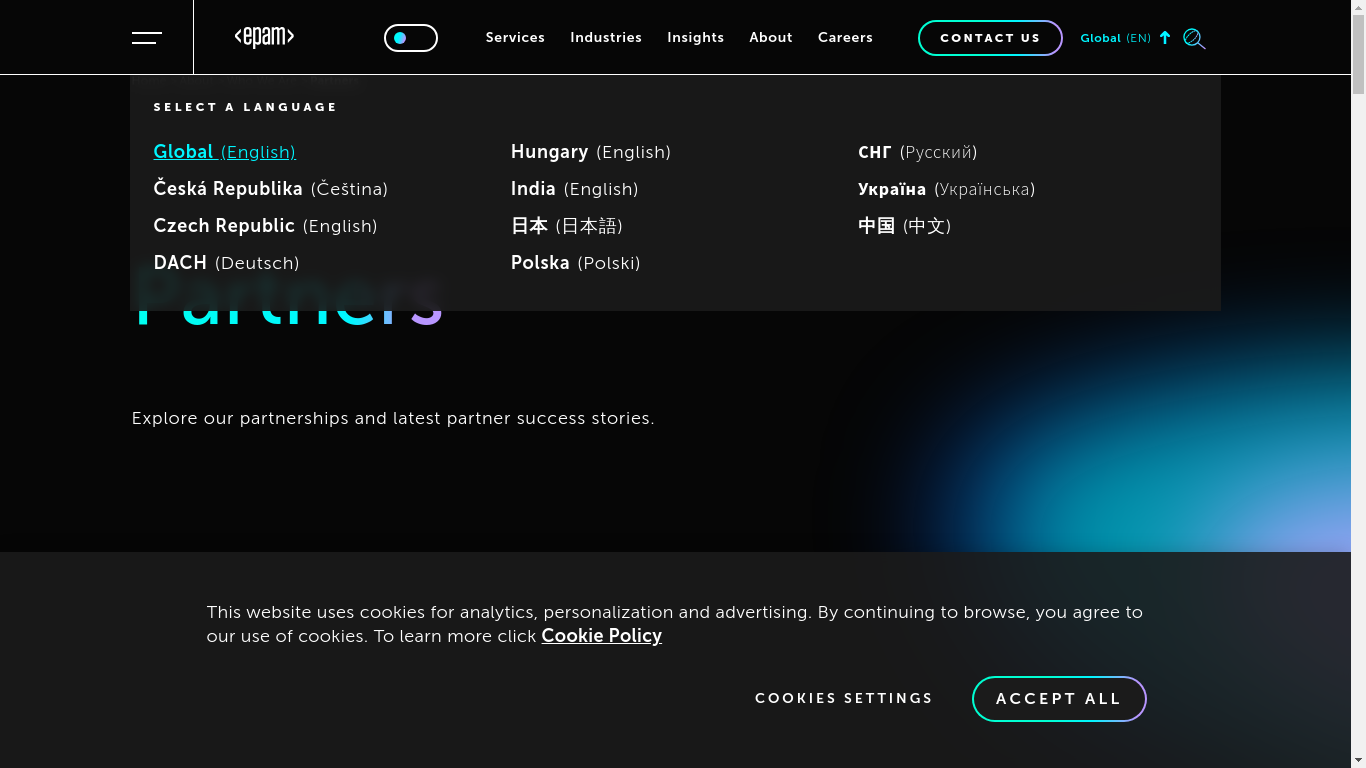 <epam>
Services Industries Insights About Careers CONTACT US Global (EN)
SELECT A LANGUAGE
Global (English)
Česká Republika (Čeština)
Czech Republic (English)
DACH (Deutsch)
Hungary (English)
India (English)
日本 (日本語)
Polska (Polski)
СНГ (Русский)
Україна (Українська)
中国 (中文)
Partners
Explore our partnerships and latest partner success stories.
This website uses cookies for analytics, personalization and advertising. By continuing to browse, you agree to
our use of cookies. To learn more click Cookie Policy
COOKIES SETTINGS ACCEPT ALL